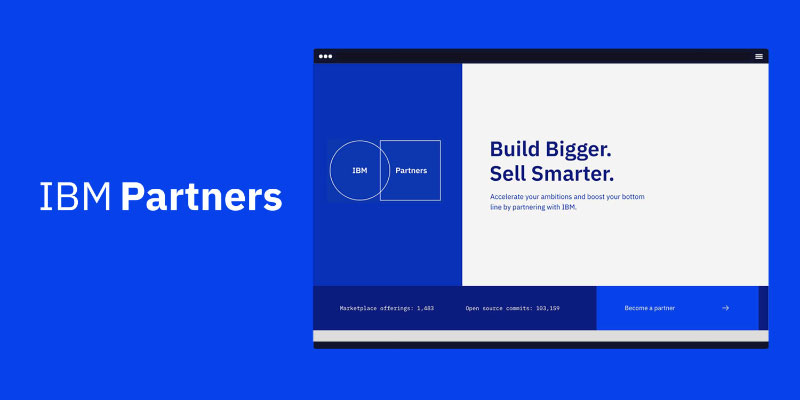 IBM Partners
IBM
Partners
Build Bigger.
Sell Smarter.
Accelerate your ambitions and boost your bottom
line by partnering with IBM.
Marketplace offerings: 1,483
Open source commits: 103,159
Become a partner